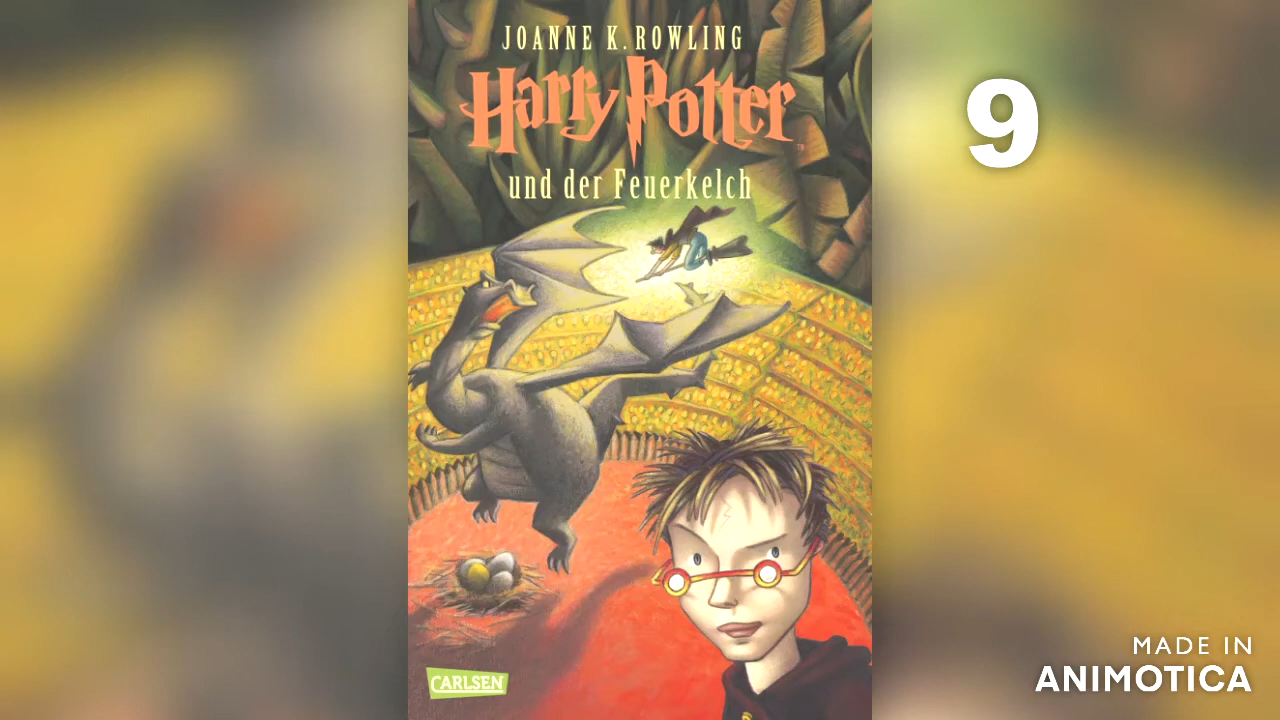 JOANNE K. ROWLING
Harry Potter
und der Feuerkelch
9
CARLSEN
MADE IN
ANIMOTICA